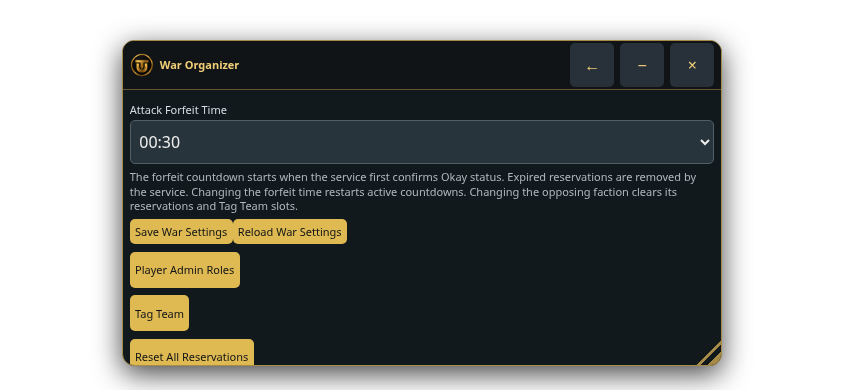 War Organizer
← − ×
Attack Forfeit Time
00:30
The forfeit countdown starts when the service first confirms Okay status. Expired reservations are removed by
the service. Changing the forfeit time restarts active countdowns. Changing the opposing faction clears its
reservations and Tag Team slots.
Save War Settings Reload War Settings
Player Admin Roles
Tag Team
Reset All Reservations